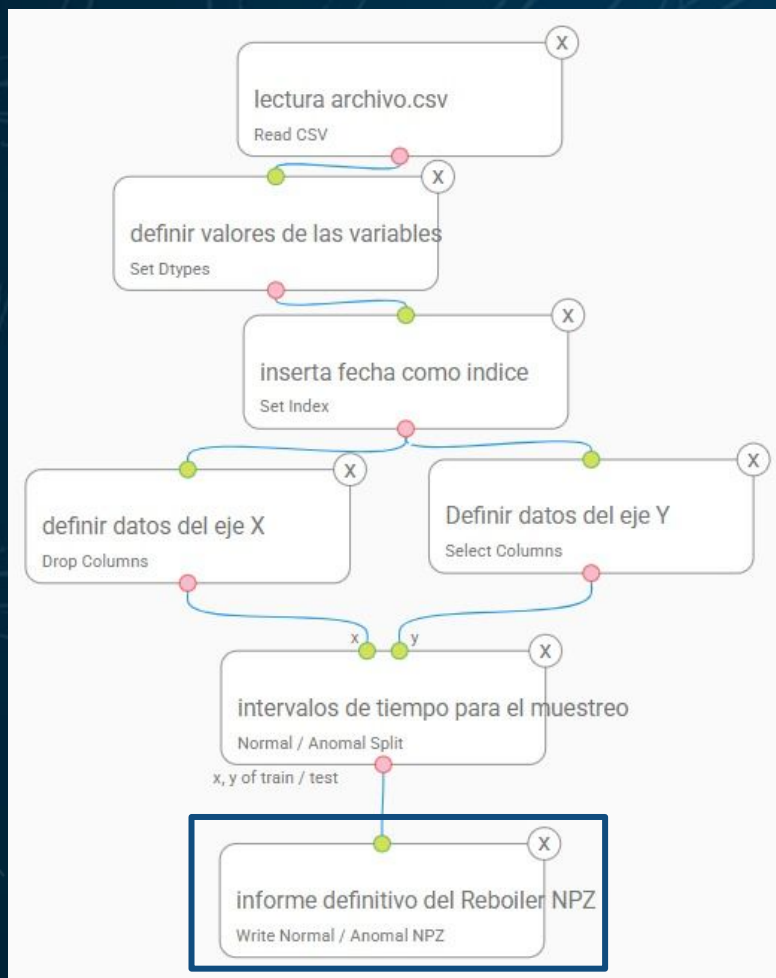 X
lectura archivo.csv
Read CSV
X
definir valores de las variables
Set Dtypes
X
inserta fecha como indice
Set Index
X
definir datos del eje X
Drop Columns
X
Definir datos del eje Y
Select Columns
x y
X
intervalos de tiempo para el muestreo
Normal / Anomal Split
x, y of train / test
X
informe definitivo del Reboiler NPZ
Write Normal / Anomal NPZ